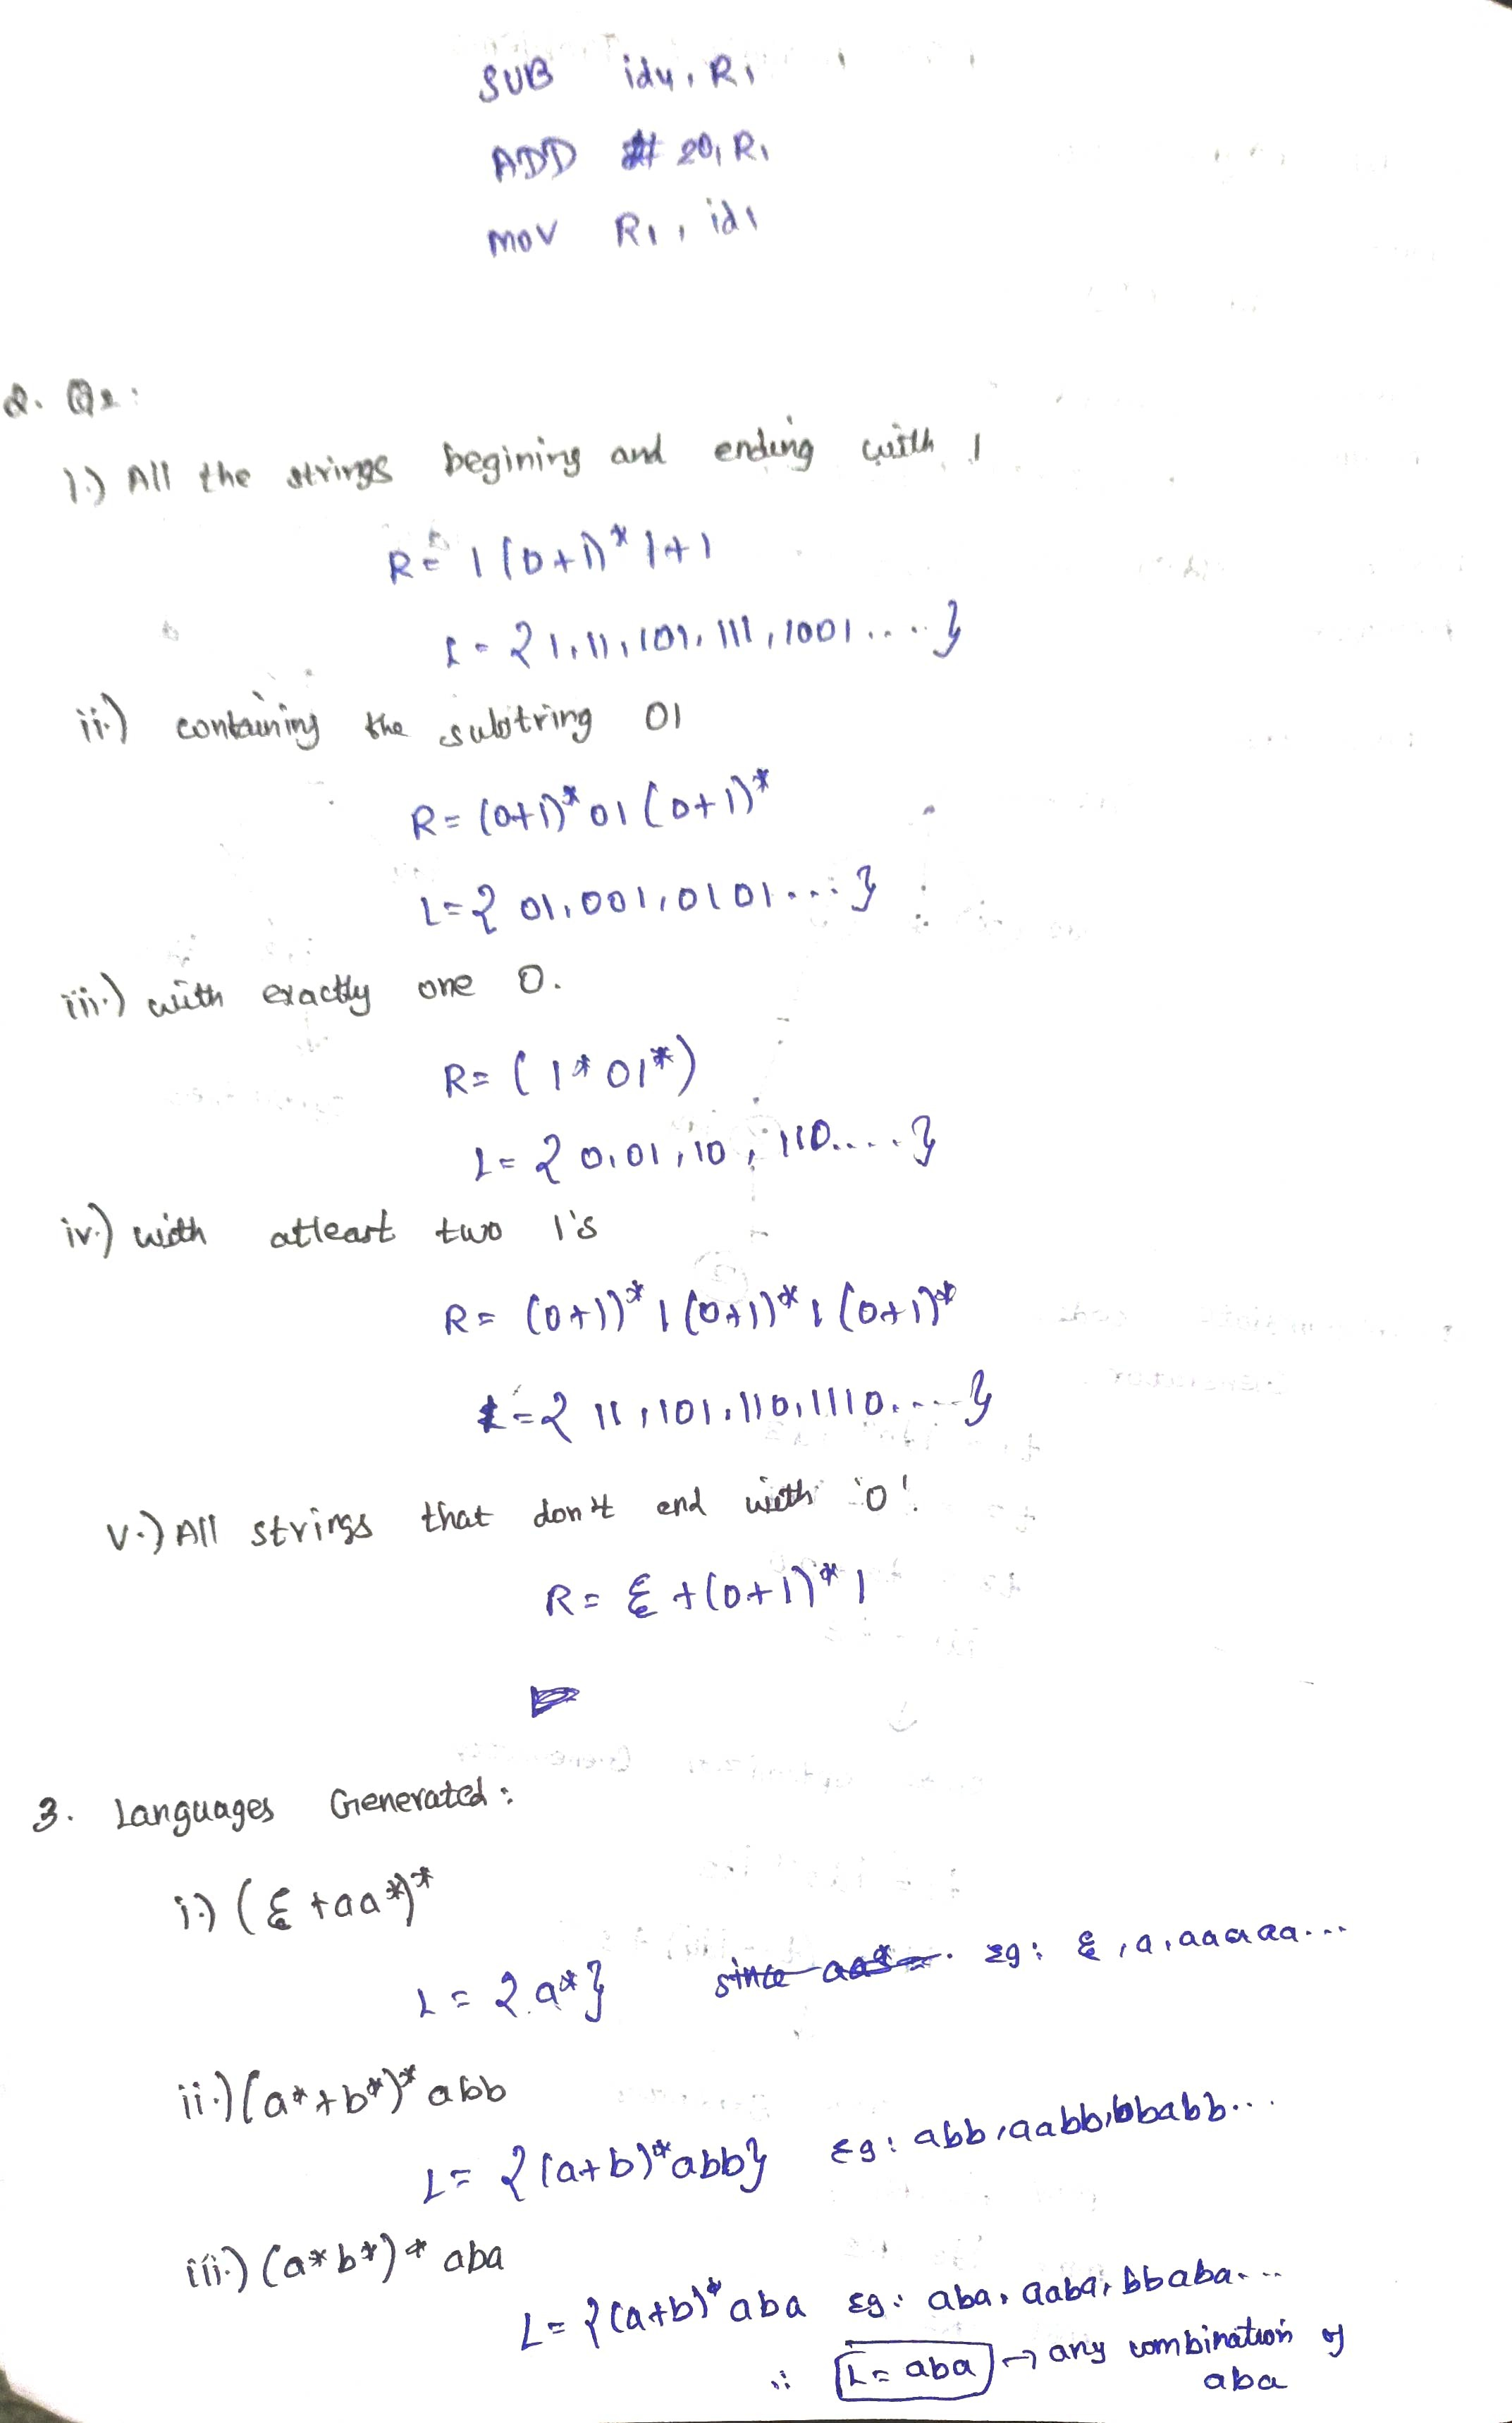 SUB id4, R1
ADD # 20, R1
MOV R1, id1
2. Q2:
1.) All the strings begining and ending with 1
R = 1(0+1)* 1+1
L = {1, 11, 101, 111, 1001....}
ii.) containing the substring 01
R = (0+1)* 01 (0+1)*
L = {01, 001, 0101....}
iii.) with exactly one 0.
R = (1*01*)
L = {0, 01, 10, 110.....}
iv.) with atleast two 1's
R = (0+1)* 1 (0+1)* 1 (0+1)*
L = {11, 101, 110, 1110.....}
v.) All strings that don't end with '0'.
R = ε + (0+1)* 1
3. Languages Generated:
i.) (ε + aa*)*
L = {a*} since aa* = . Eg: ε, a, aaaaa...
ii.) (a*+b*)* abb
L = {(a+b)*abb} Eg: abb, aabb, bbabb...
iii.) (a*b*)* aba
L = {(a+b)* aba Eg: aba, aaba, bbaba...
∴ L = aba → any combination of
aba